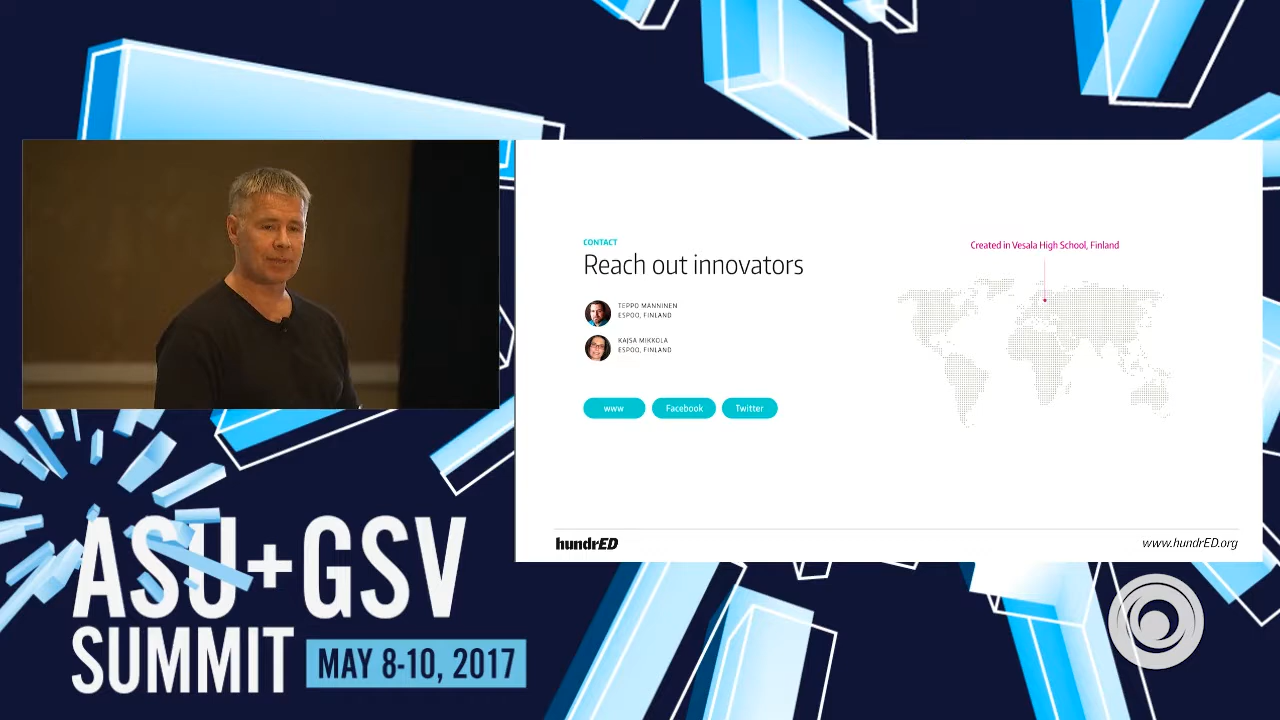 CONTACT
Reach out innovators
TEPPO MANNINEN
ESPOO, FINLAND
KAJSA MIKKOLA
ESPOO, FINLAND
www
Facebook
Twitter
Created in Vesala High School, Finland
hundrED
www.hundrED.org
ASU+GSV
SUMMIT
MAY 8-10, 2017